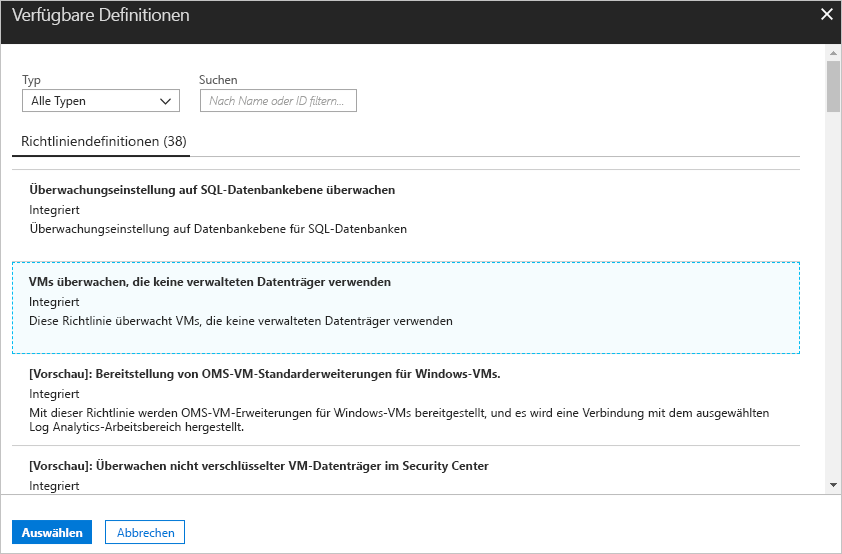 Verfügbare Definitionen
Typ
Suchen
Alle Typen
Nach Name oder ID filtern...
Richtliniendefinitionen (38)
Überwachungseinstellung auf SQL-Datenbankebene überwachen
Integriert
Überwachungseinstellung auf Datenbankebene für SQL-Datenbanken
VMs überwachen, die keine verwalteten Datenträger verwenden
Integriert
Diese Richtlinie überwacht VMs, die keine verwalteten Datenträger verwenden
[Vorschau]: Bereitstellung von OMS-VM-Standarderweiterungen für Windows-VMs.
Integriert
Mit dieser Richtlinie werden OMS-VM-Erweiterungen für Windows-VMs bereitgestellt, und es wird eine Verbindung mit dem ausgewählten
Log Analytics-Arbeitsbereich hergestellt.
[Vorschau]: Überwachen nicht verschlüsselter VM-Datenträger im Security Center
Integriert
Auswählen
Abbrechen